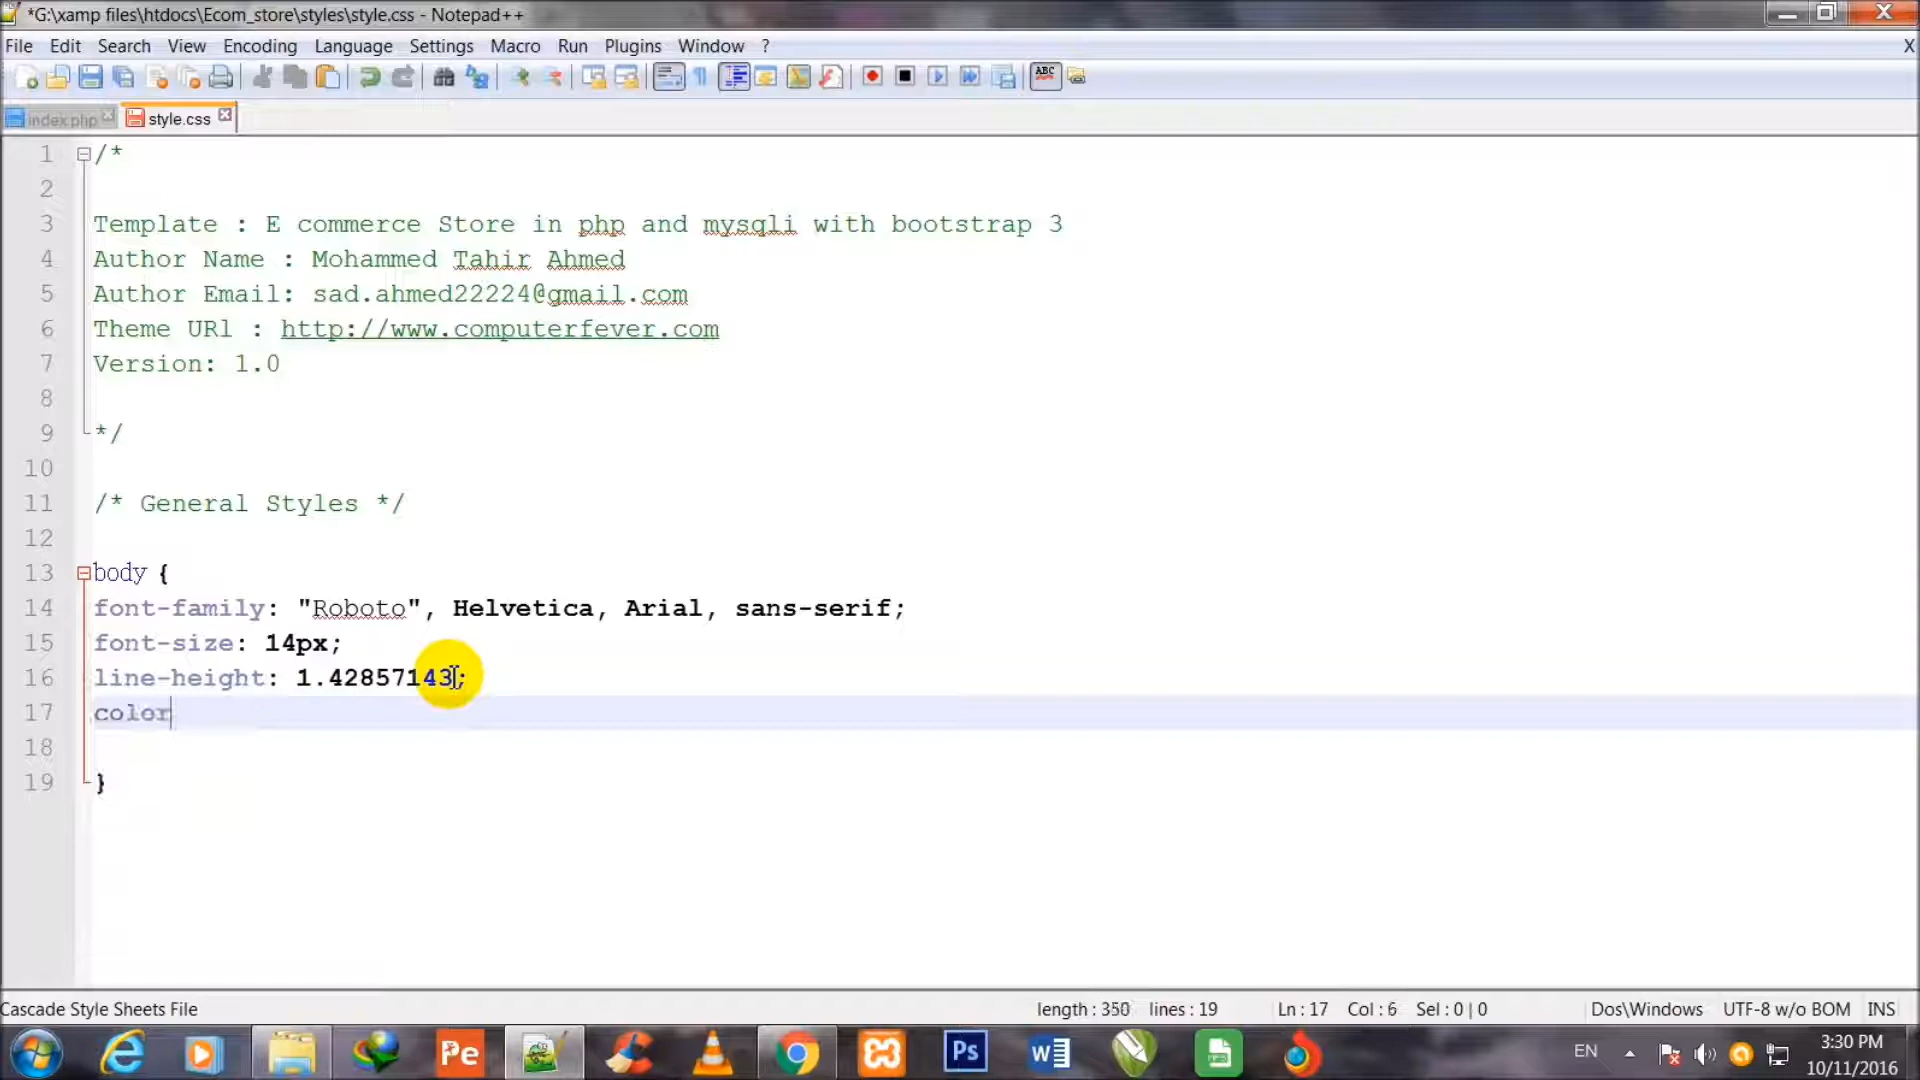 *G:\xamp files\htdocs\Ecom_store\styles\style.css - Notepad++
File Edit Search View Encoding Language Settings Macro Run Plugins Window ? X
ABC
index.php style.css
1 /*
2
3 Template : E commerce Store in php and mysqli with bootstrap 3
4 Author Name : Mohammed Tahir Ahmed
5 Author Email: sad.ahmed22224@gmail.com
6 Theme URl : http://www.computerfever.com
7 Version: 1.0
8
9 */
10
11 /* General Styles */
12
13 body {
14 font-family: "Roboto", Helvetica, Arial, sans-serif;
15 font-size: 14px;
16 line-height: 1.42857143;
17 color
18
19 }
Cascade Style Sheets File length : 350 lines : 19 Ln : 17 Col : 6 Sel : 0 | 0 Dos\Windows UTF-8 w/o BOM INS
Pe Ps W EN 3:30 PM
10/11/2016